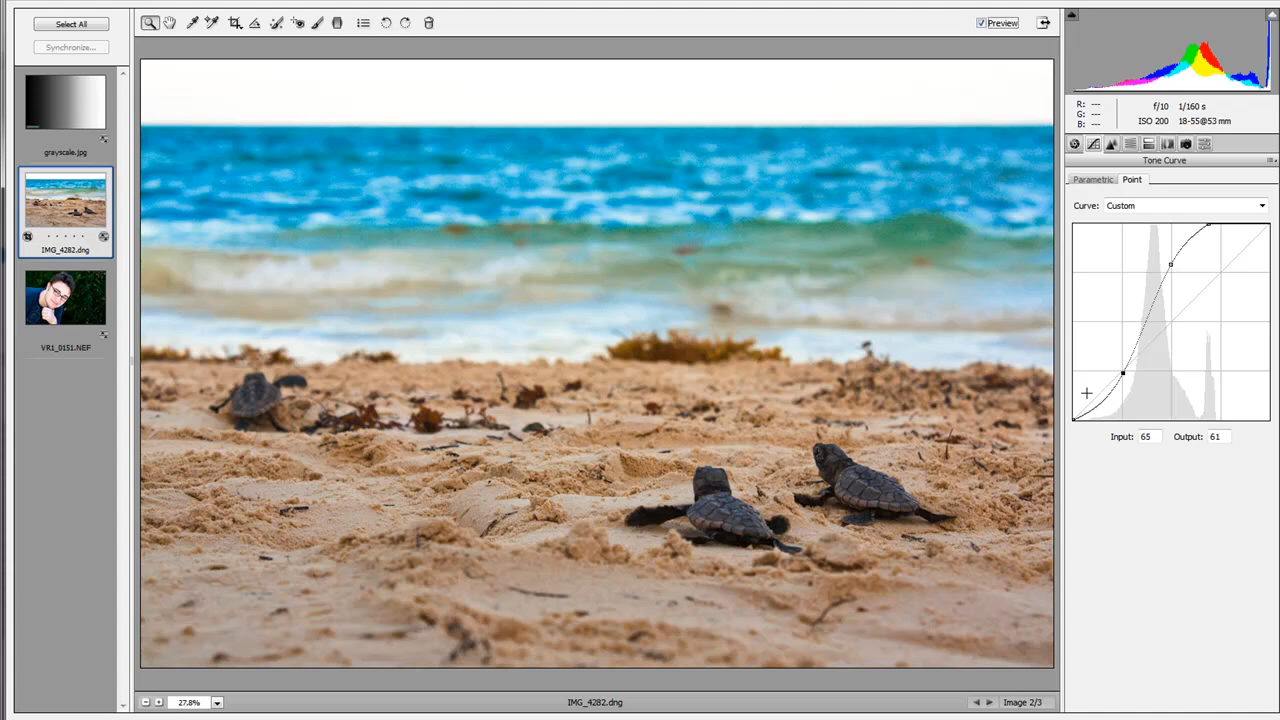 Select All
Synchronize...
grayscale.jpg
IMG_4282.dng
VR1_0151.NEF
Preview
27.8%
IMG_4282.dng
Image 2/3
R: ---
G: ---
B: ---
f/10 1/160 s
ISO 200 18-55@53 mm
Tone Curve
Parametric Point
Curve: Custom
Input: 65 Output: 61